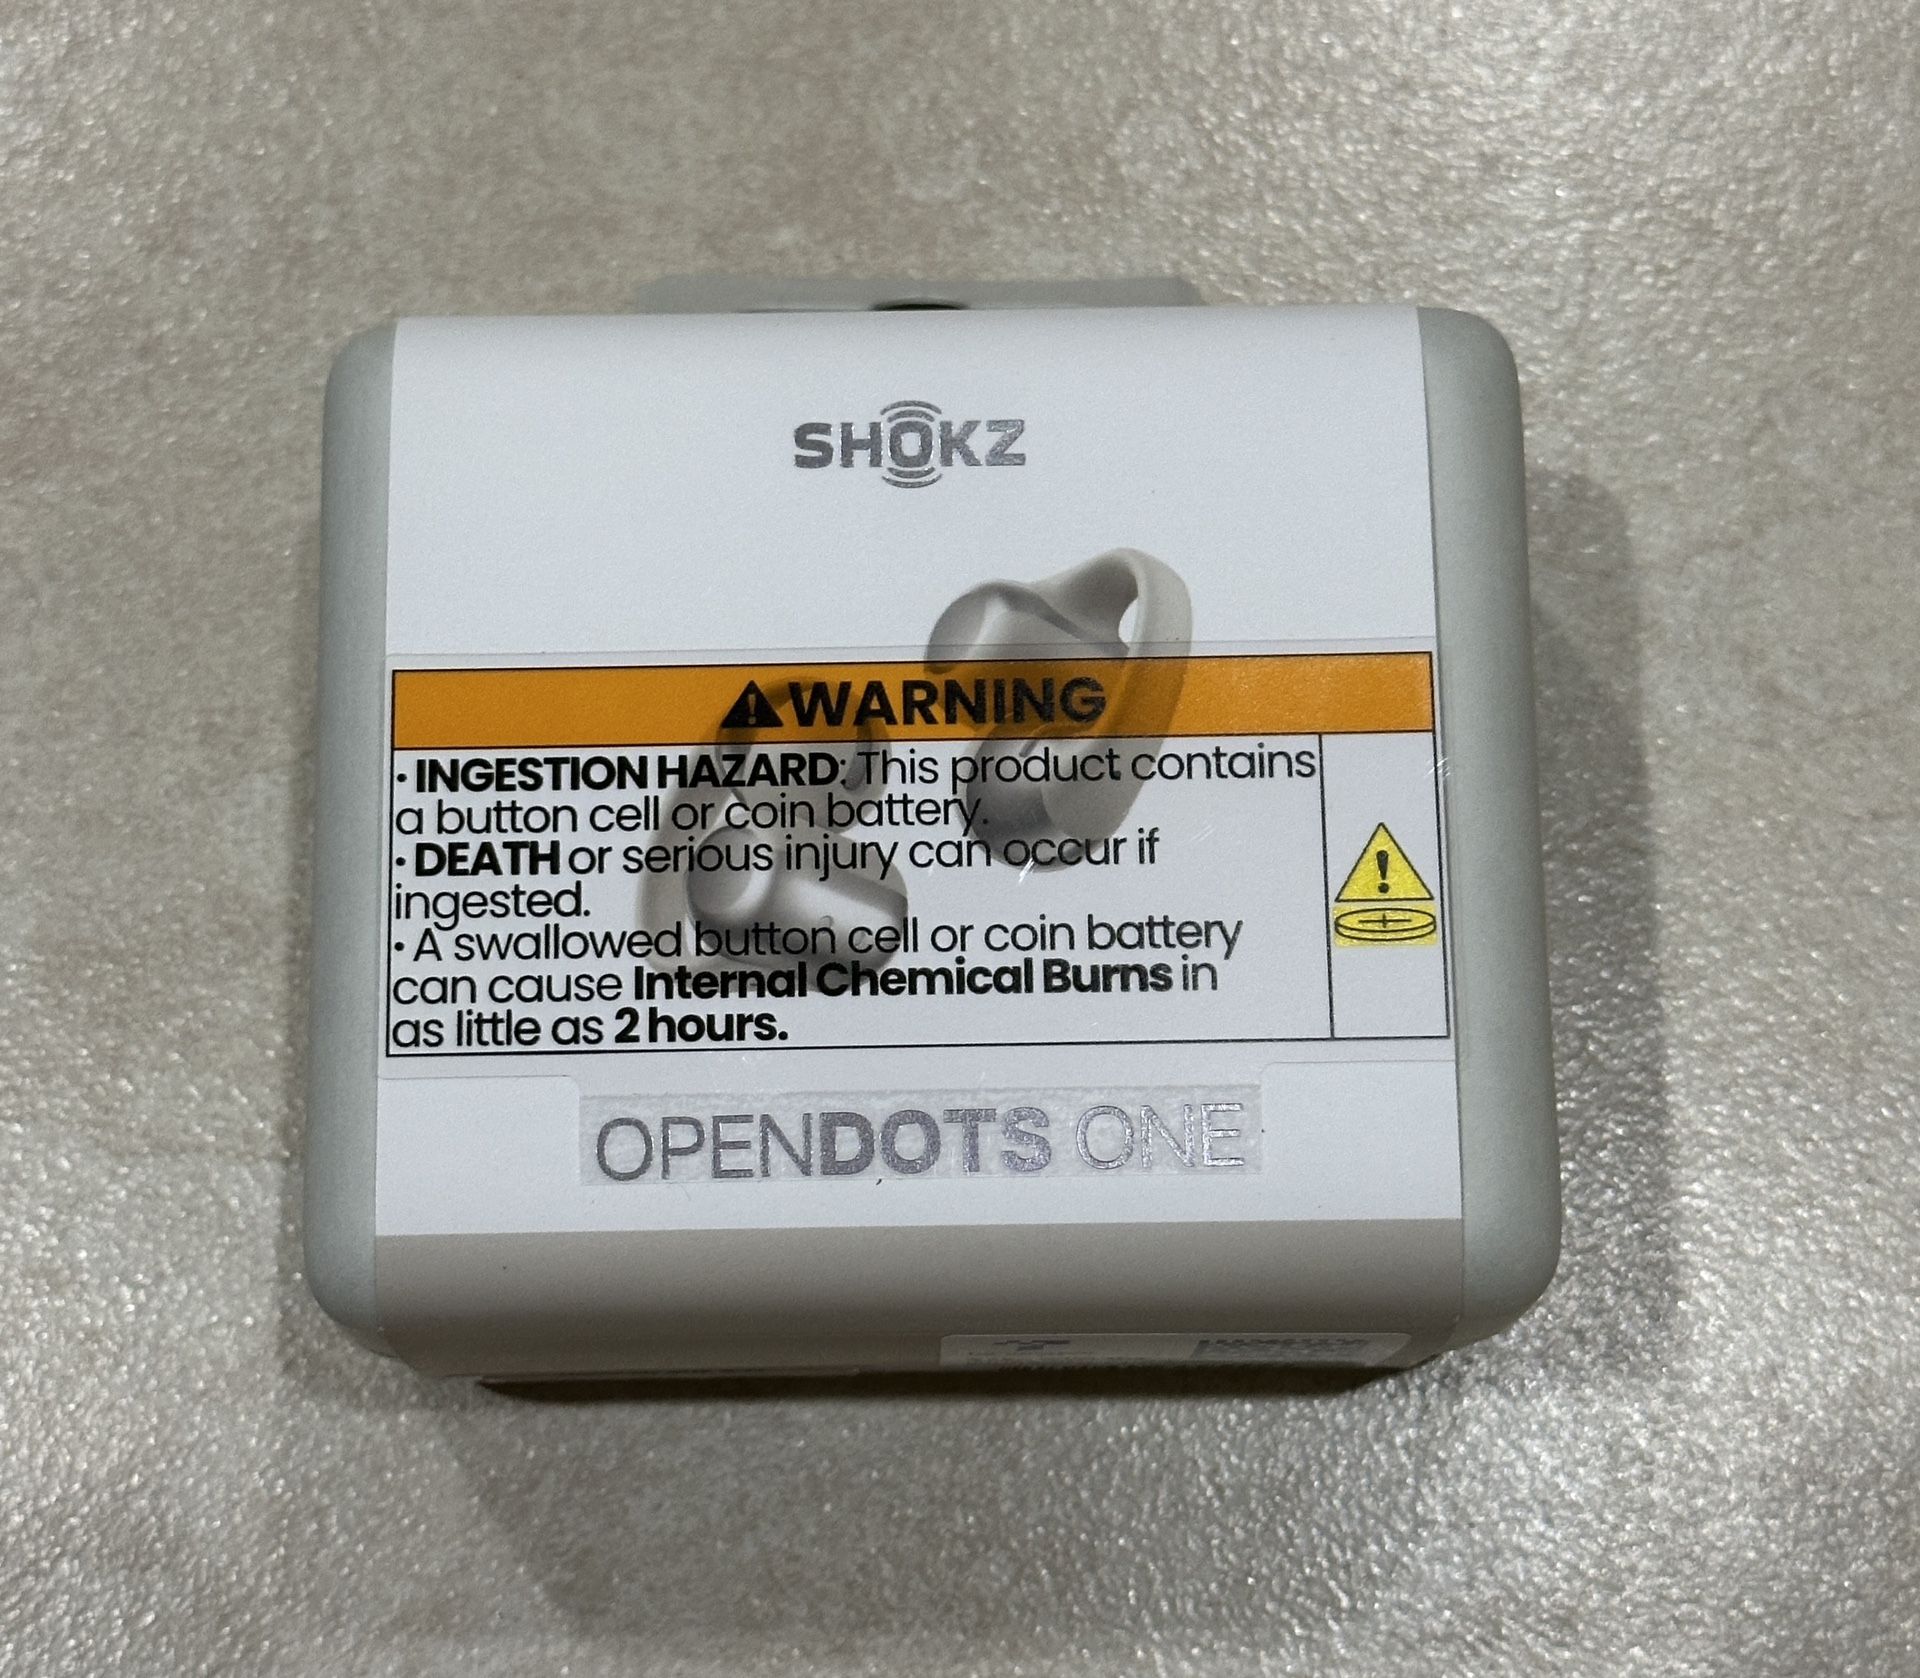 SHOKZ
WARNING
• INGESTION HAZARD: This product contains
a button cell or coin battery.
• DEATH or serious injury can occur if
ingested.
• A swallowed button cell or coin battery
can cause Internal Chemical Burns in
as little as 2 hours.
OPENDOTS ONE